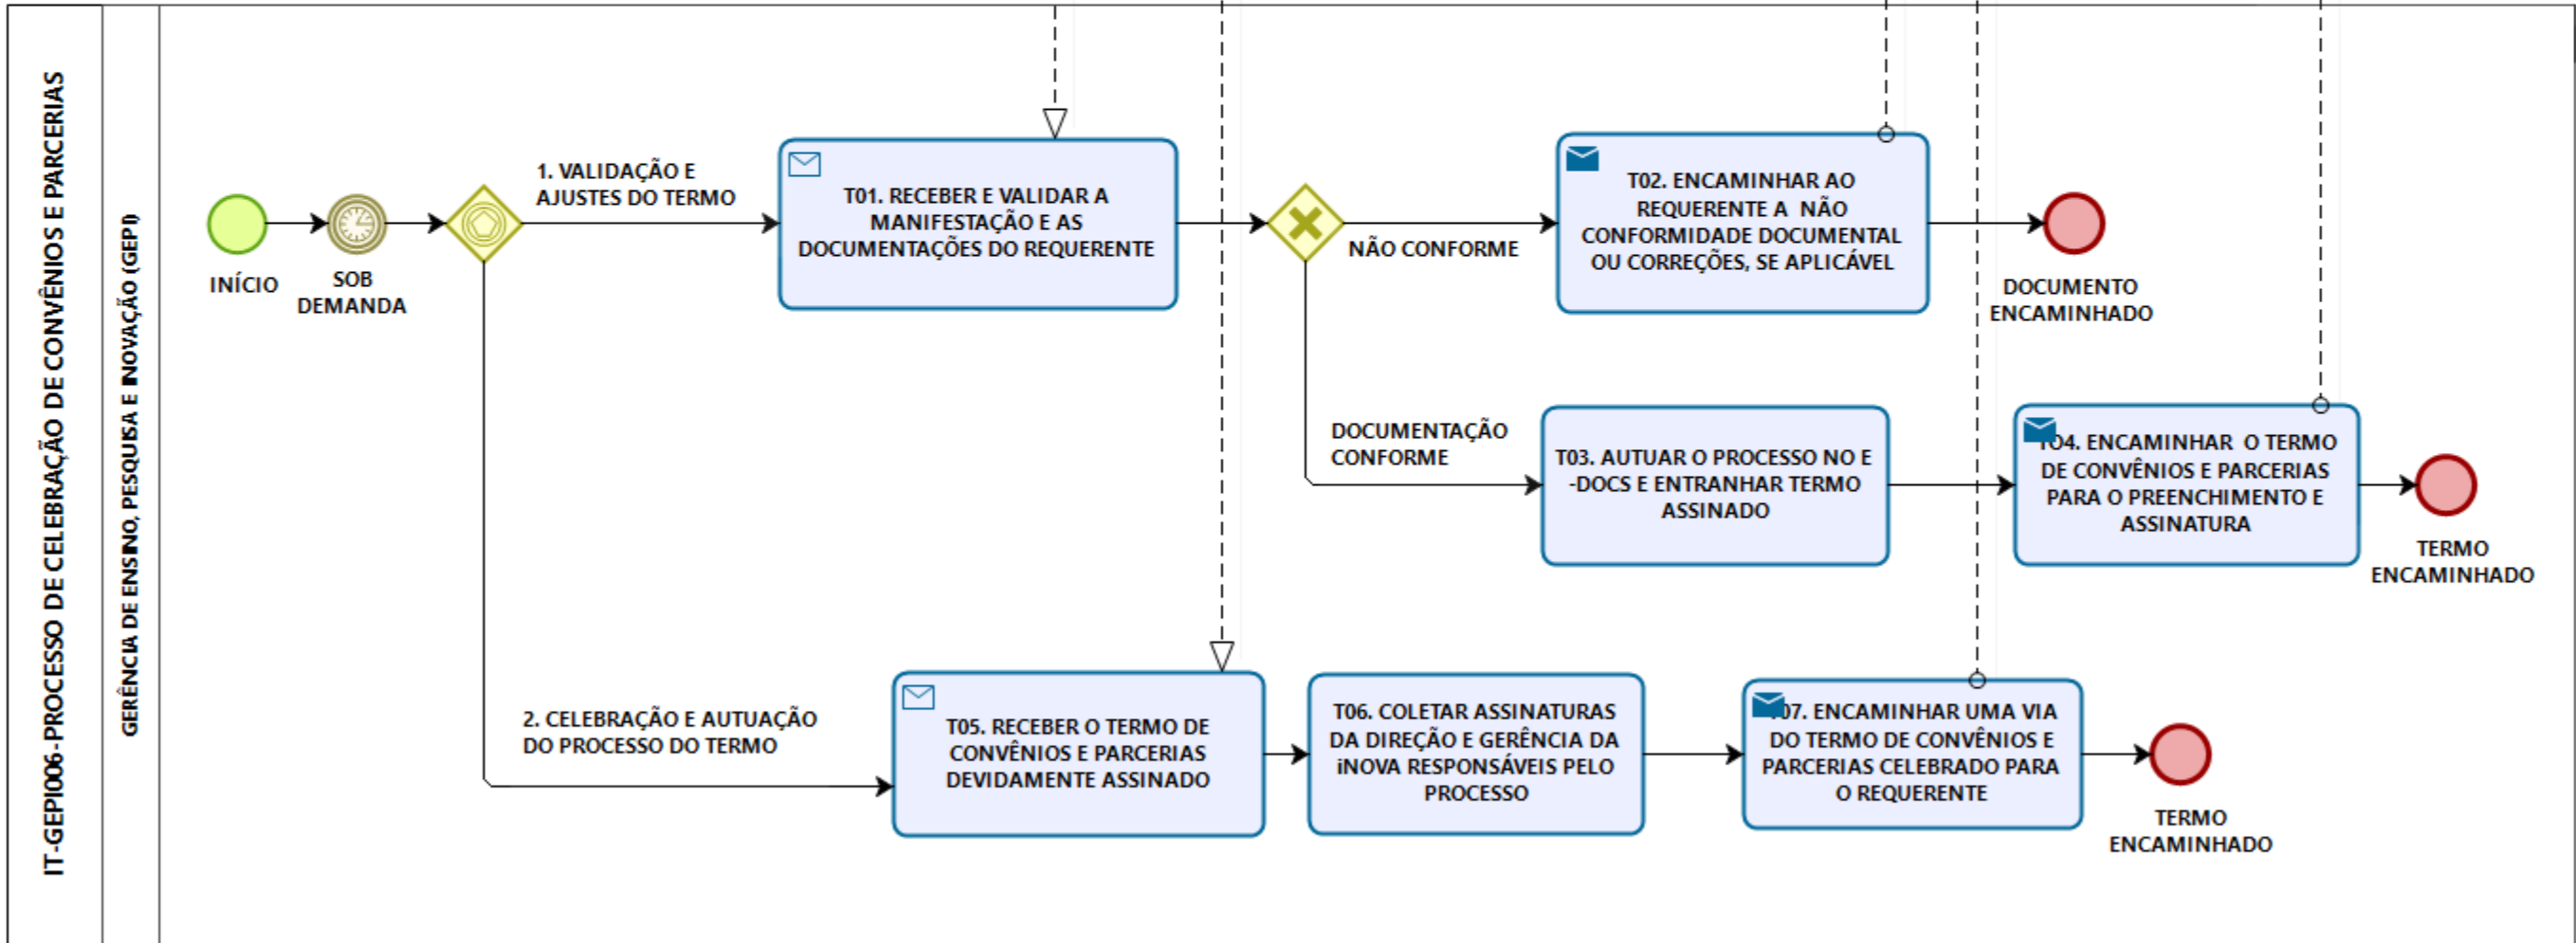 IT-GEPI006-PROCESSO DE CELEBRAÇÃO DE CONVÊNIOS E PARCERIAS
GERÊNCIA DE ENSINO, PESQUISA E INOVAÇÃO (GEPI)
INÍCIO
SOB
DEMANDA
1. VALIDAÇÃO E
AJUSTES DO TERMO
T01. RECEBER E VALIDAR A
MANIFESTAÇÃO E AS
DOCUMENTAÇÕES DO REQUERENTE
NÃO CONFORME
T02. ENCAMINHAR AO
REQUERENTE A NÃO
CONFORMIDADE DOCUMENTAL
OU CORREÇÕES, SE APLICÁVEL
DOCUMENTO
ENCAMINHADO
DOCUMENTAÇÃO
CONFORME
T03. AUTUAR O PROCESSO NO E
-DOCS E ENTRANHAR TERMO
ASSINADO
T04. ENCAMINHAR O TERMO
DE CONVÊNIOS E PARCERIAS
PARA O PREENCHIMENTO E
ASSINATURA
TERMO
ENCAMINHADO
2. CELEBRAÇÃO E AUTUAÇÃO
DO PROCESSO DO TERMO
T05. RECEBER O TERMO DE
CONVÊNIOS E PARCERIAS
DEVIDAMENTE ASSINADO
T06. COLETAR ASSINATURAS
DA DIREÇÃO E GERÊNCIA DA
iNOVA RESPONSÁVEIS PELO
PROCESSO
T07. ENCAMINHAR UMA VIA
DO TERMO DE CONVÊNIOS E
PARCERIAS CELEBRADO PARA
O REQUERENTE
TERMO
ENCAMINHADO